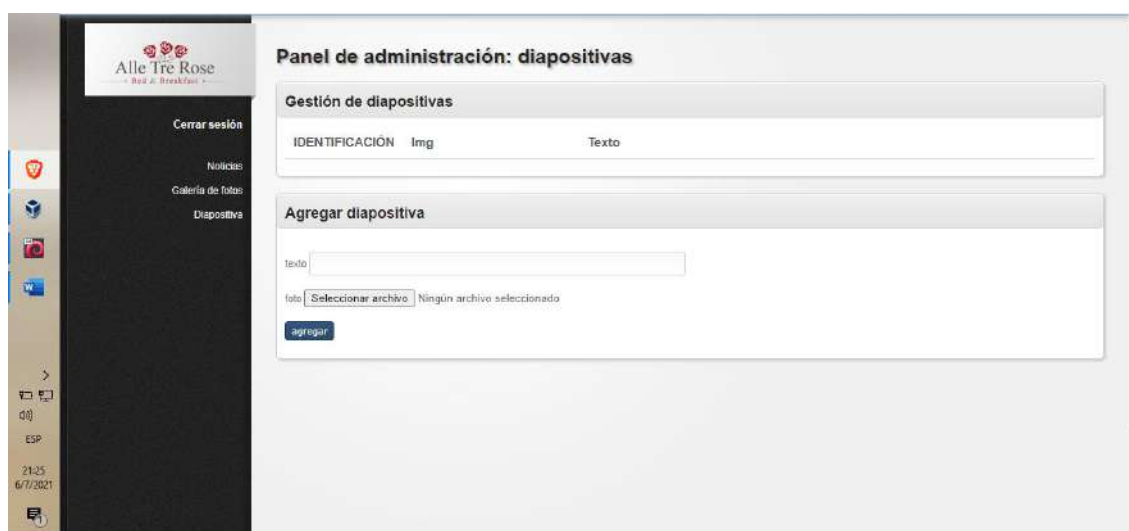 Alle Tre Rose
• Bed & Breakfast •
Cerrar sesión
Noticias
Galería de fotos
Diapositiva
Panel de administración: diapositivas
Gestión de diapositivas
IDENTIFICACIÓN Img Texto
Agregar diapositiva
texto
foto Seleccionar archivo Ningún archivo seleccionado
agregar
ESP
21:25
6/7/2021
1